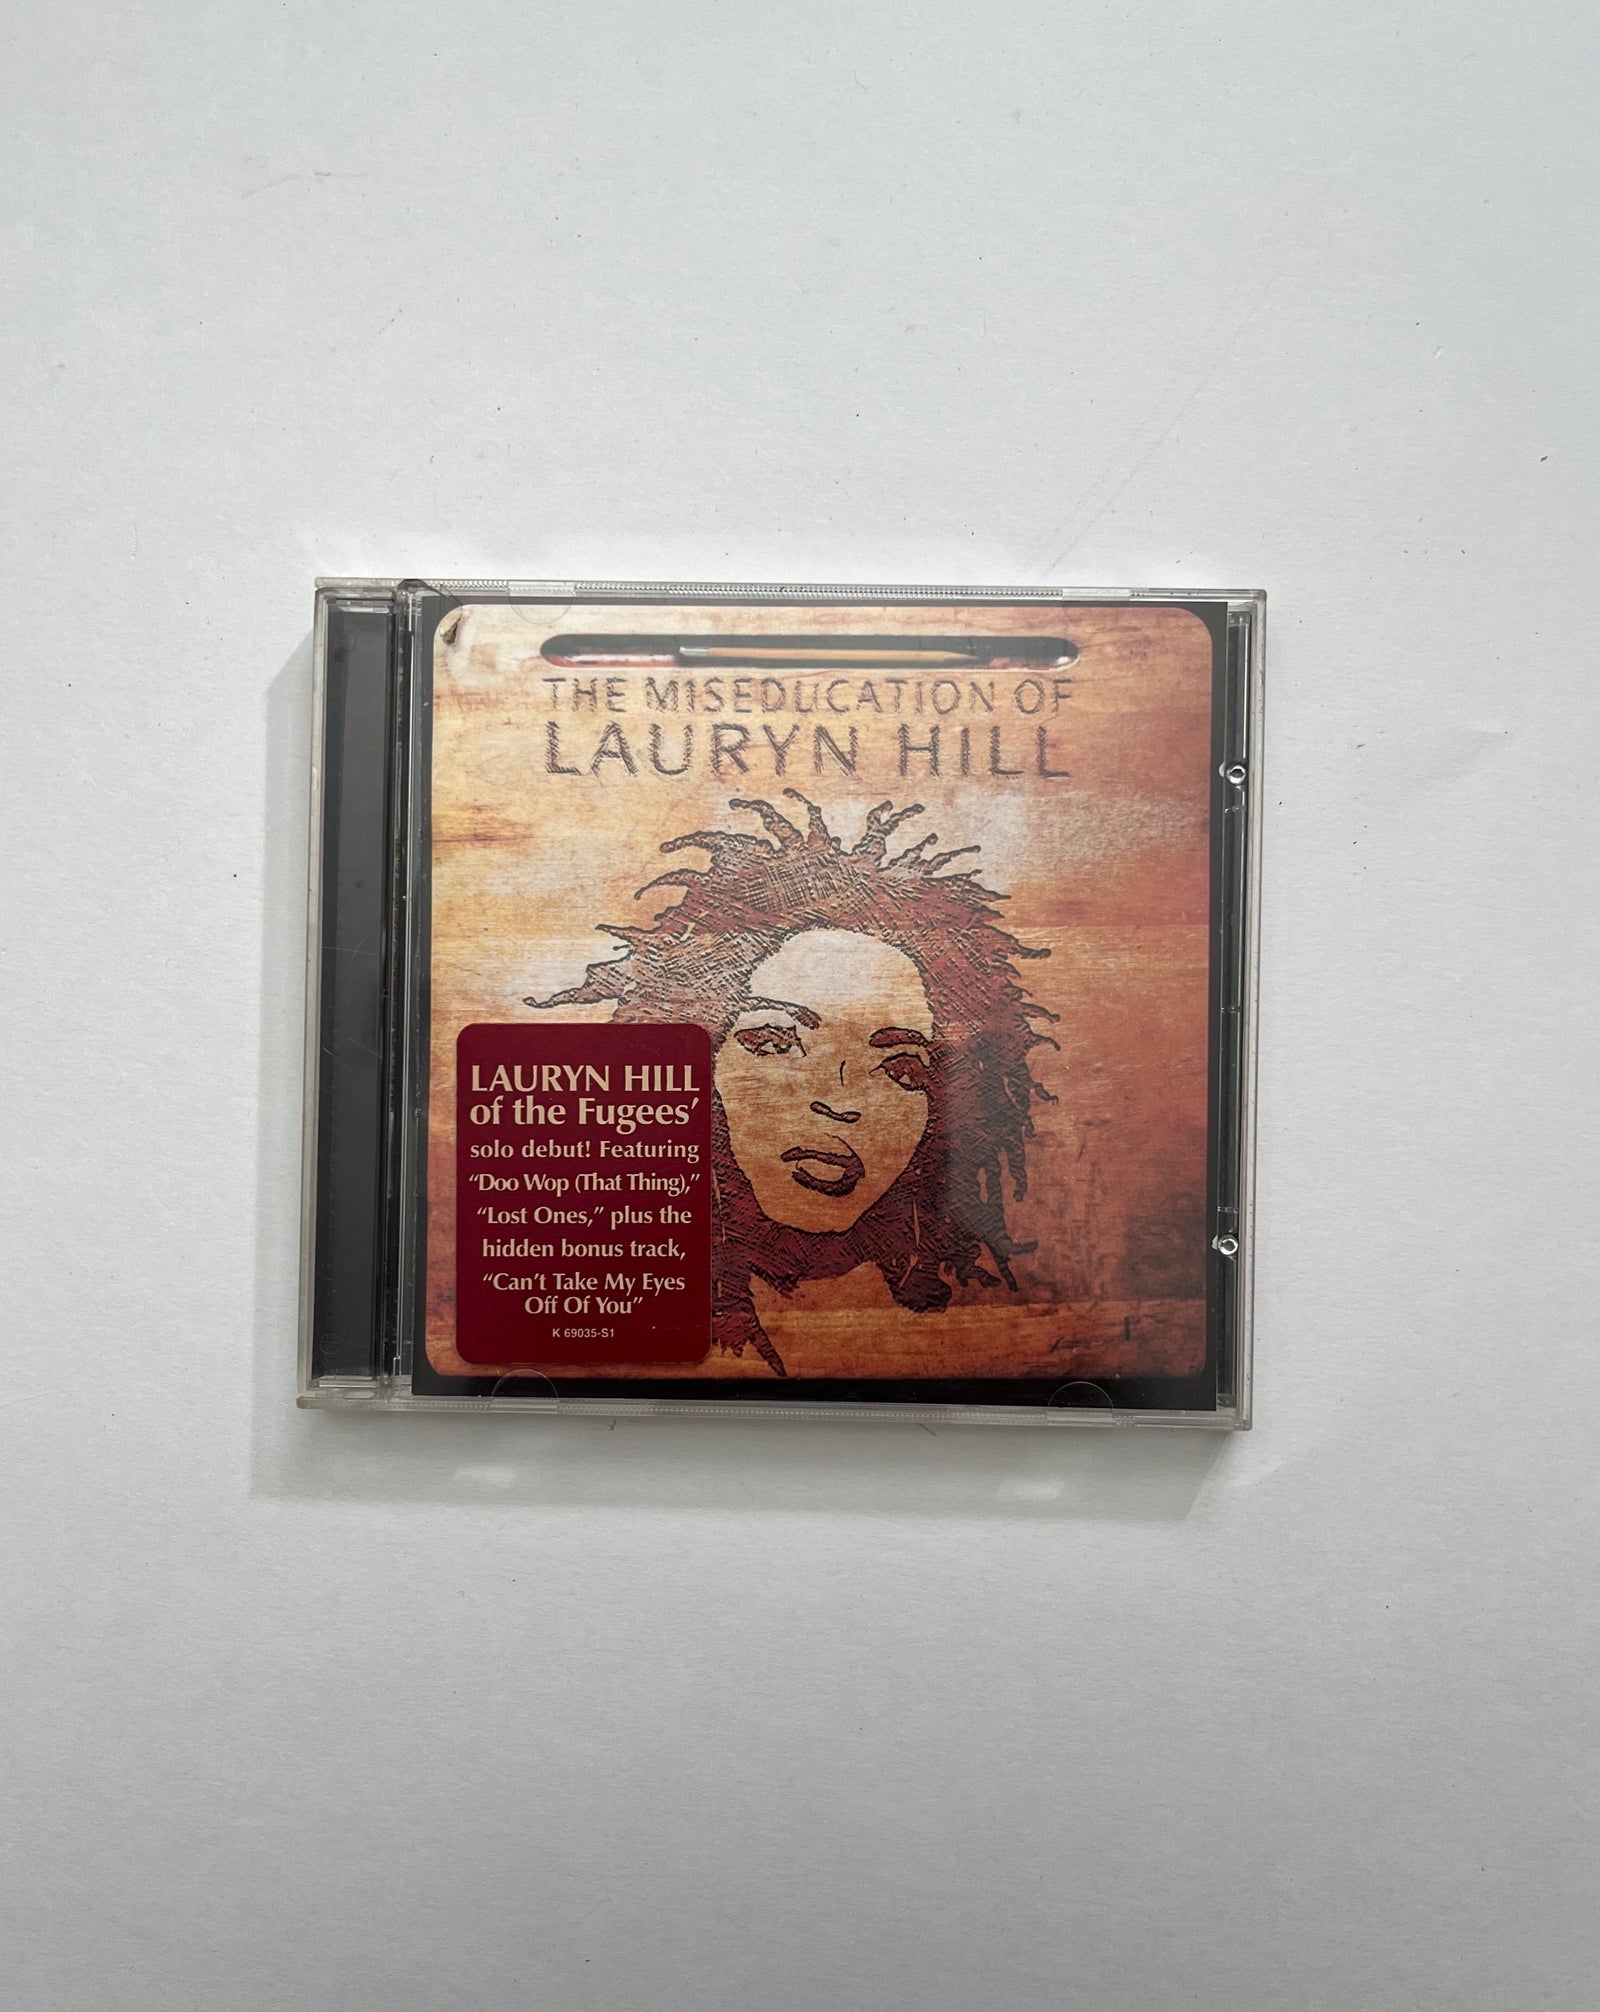 THE MISEDUCATION OF
LAURYN HILL
LAURYN HILL
of the Fugees’
solo debut! Featuring
“Doo Wop (That Thing),”
“Lost Ones,” plus the
hidden bonus track,
“Can’t Take My Eyes
Off Of You”
K 69035-S1